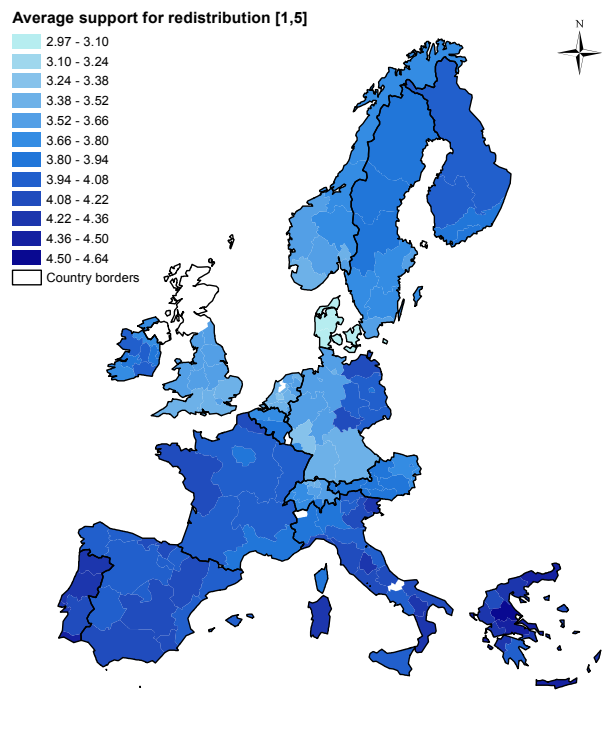 Average support for redistribution [1,5]
N
2.97 - 3.10
3.10 - 3.24
3.24 - 3.38
3.38 - 3.52
3.52 - 3.66
3.66 - 3.80
3.80 - 3.94
3.94 - 4.08
4.08 - 4.22
4.22 - 4.36
4.36 - 4.50
4.50 - 4.64
Country borders